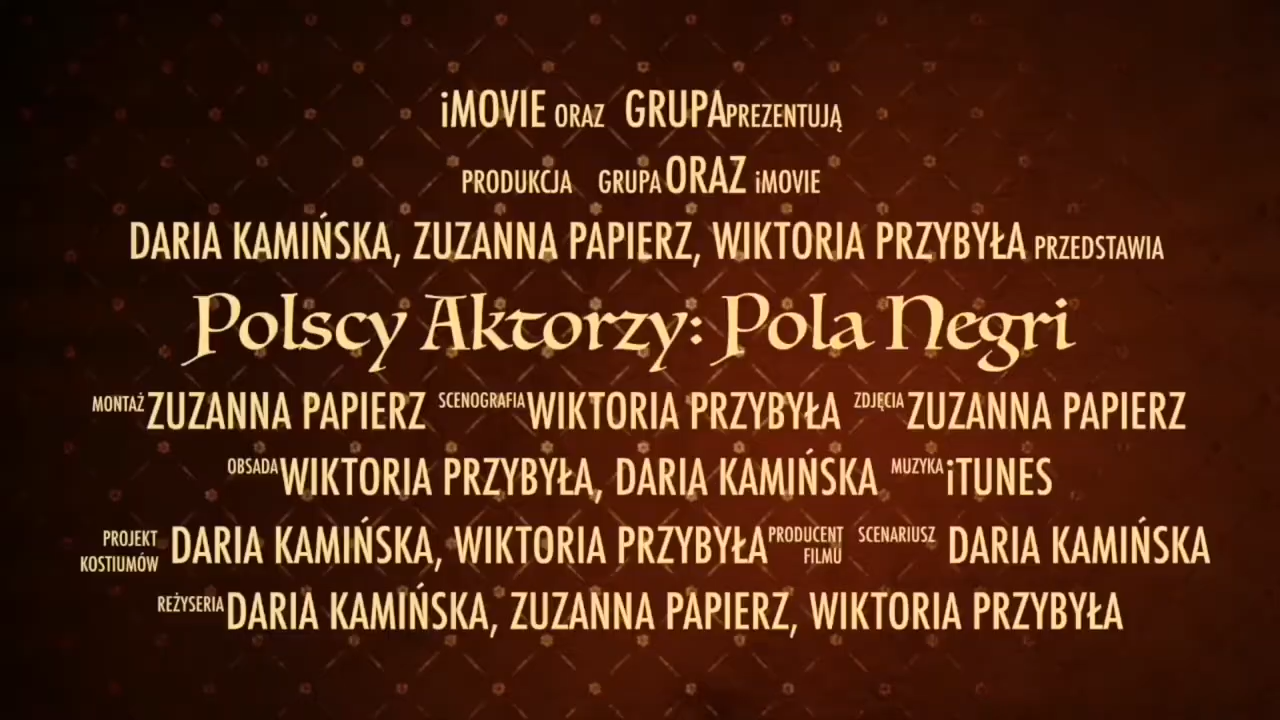 iMOVIE ORAZ GRUPA PREZENTUJĄ
PRODUKCJA GRUPA ORAZ iMOVIE
DARIA KAMIŃSKA, ZUZANNA PAPIERZ, WIKTORIA PRZYBYŁA PRZEDSTAWIA
Polscy Aktorzy: Pola Negri
MONTAŻ ZUZANNA PAPIERZ SCENOGRAFIA WIKTORIA PRZYBYŁA ZDJĘCIA ZUZANNA PAPIERZ
OBSADA WIKTORIA PRZYBYŁA, DARIA KAMIŃSKA MUZYKA iTUNES
PROJEKT KOSTIUMÓW DARIA KAMIŃSKA, WIKTORIA PRZYBYŁA PRODUCENT FILMU SCENARIUSZ DARIA KAMIŃSKA
REŻYSERIA DARIA KAMIŃSKA, ZUZANNA PAPIERZ, WIKTORIA PRZYBYŁA